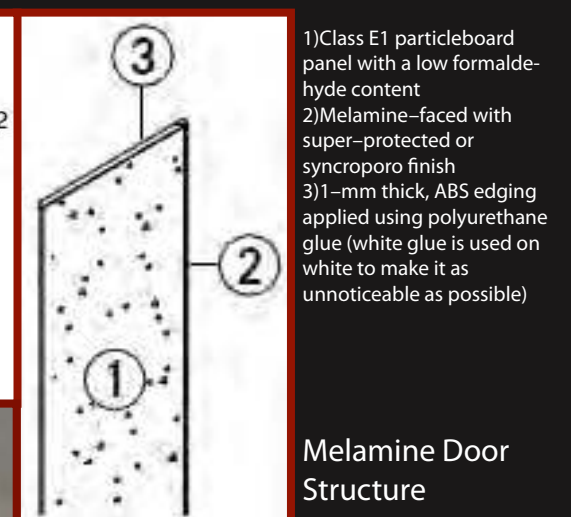 2
3
2
1
1)Class E1 particleboard
panel with a low formalde-
hyde content
2)Melamine–faced with
super–protected or
syncroporo finish
3)1–mm thick, ABS edging
applied using polyurethane
glue (white glue is used on
white to make it as
unnoticeable as possible)
Melamine Door
Structure